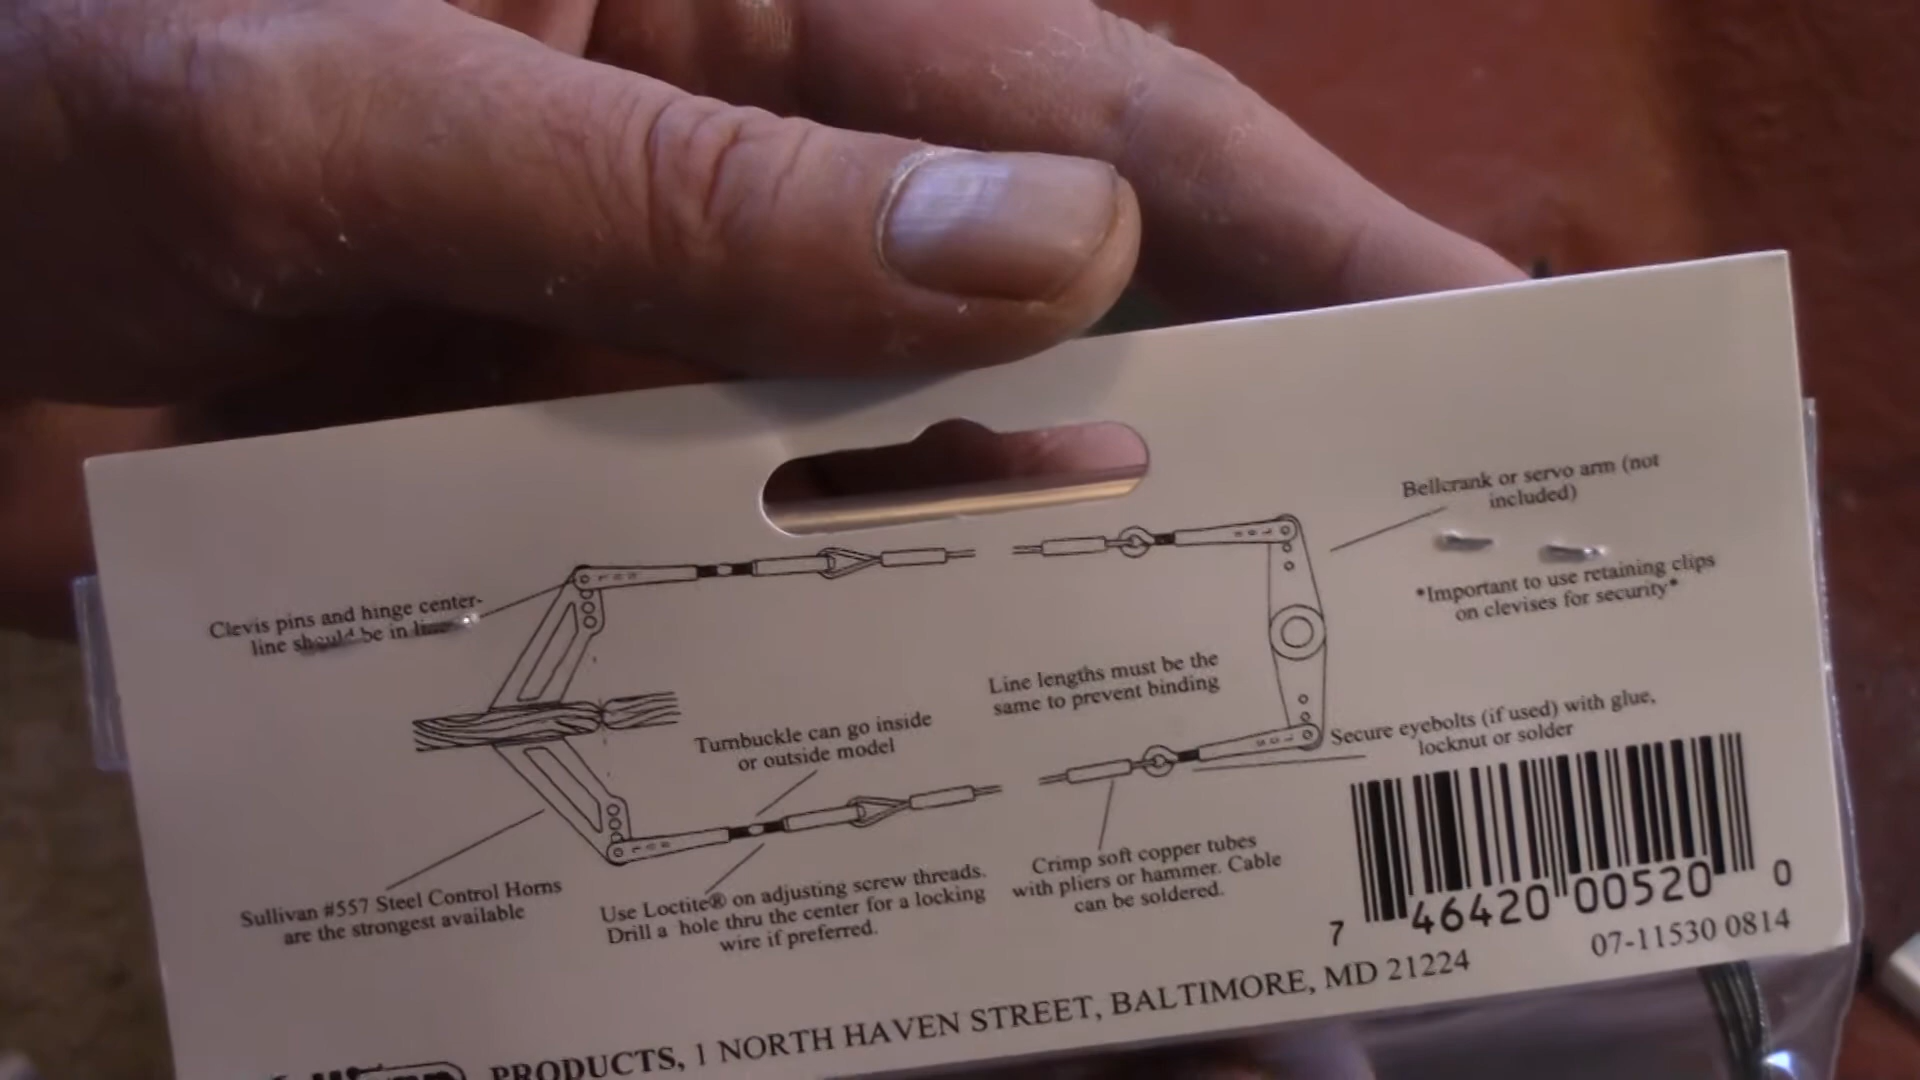 Bellcrank or servo arm (not
included)
*Important to use retaining clips
on clevises for security*
Clevis pins and hinge center-
line should be in line
Line lengths must be the
same to prevent binding
Turnbuckle can go inside
or outside model
Secure eyebolts (if used) with glue,
locknut or solder
Sullivan #557 Steel Control Horns
are the strongest available
Use Loctite® on adjusting screw threads.
Drill a hole thru the center for a locking
wire if preferred.
Crimp soft copper tubes
with pliers or hammer. Cable
can be soldered.
7 46420 00520 0
07-11530 0814
PRODUCTS, 1 NORTH HAVEN STREET, BALTIMORE, MD 21224